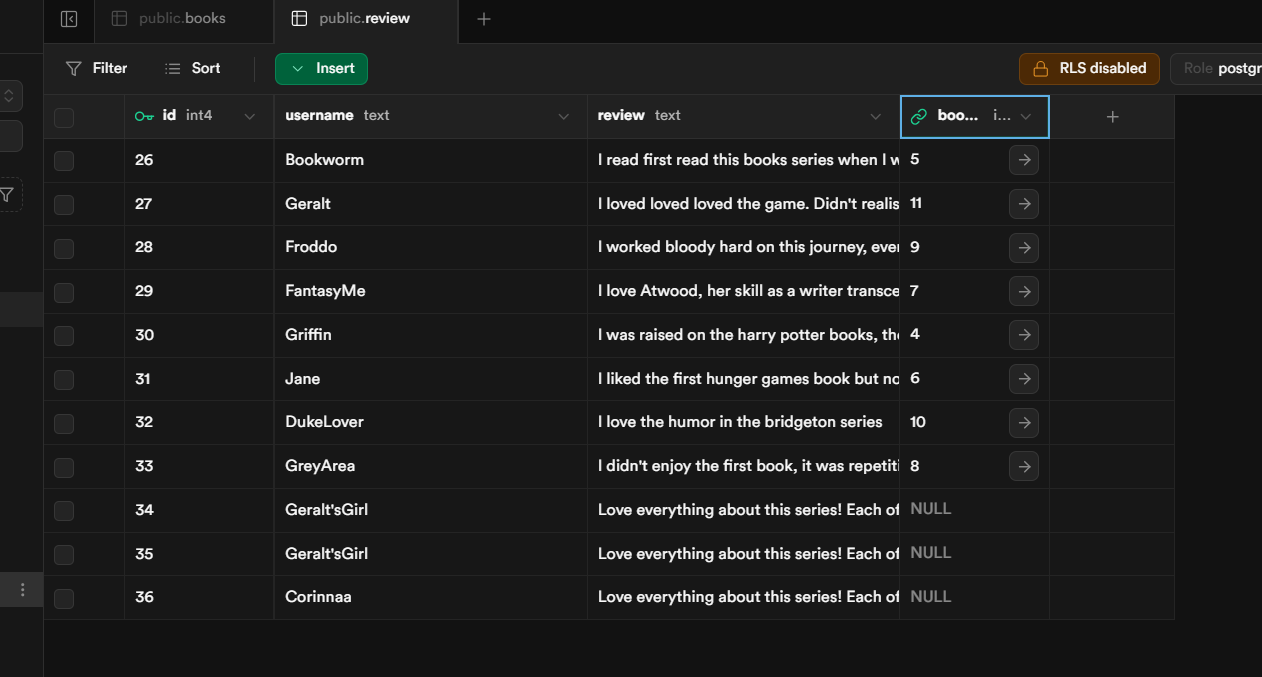 public.books public.review
Filter Sort Insert RLS disabled Role postgr
id int4 username text review text boo... i...
26 Bookworm I read first read this books series when I w 5
27 Geralt I loved loved loved the game. Didn't realis 11
28 Froddo I worked bloody hard on this journey, ever 9
29 FantasyMe I love Atwood, her skill as a writer transce 7
30 Griffin I was raised on the harry potter books, the 4
31 Jane I liked the first hunger games book but no 6
32 DukeLover I love the humor in the bridgeton series 10
33 GreyArea I didn't enjoy the first book, it was repetiti 8
34 Geralt'sGirl Love everything about this series! Each of NULL
35 Geralt'sGirl Love everything about this series! Each of NULL
36 Corinnaa Love everything about this series! Each of NULL